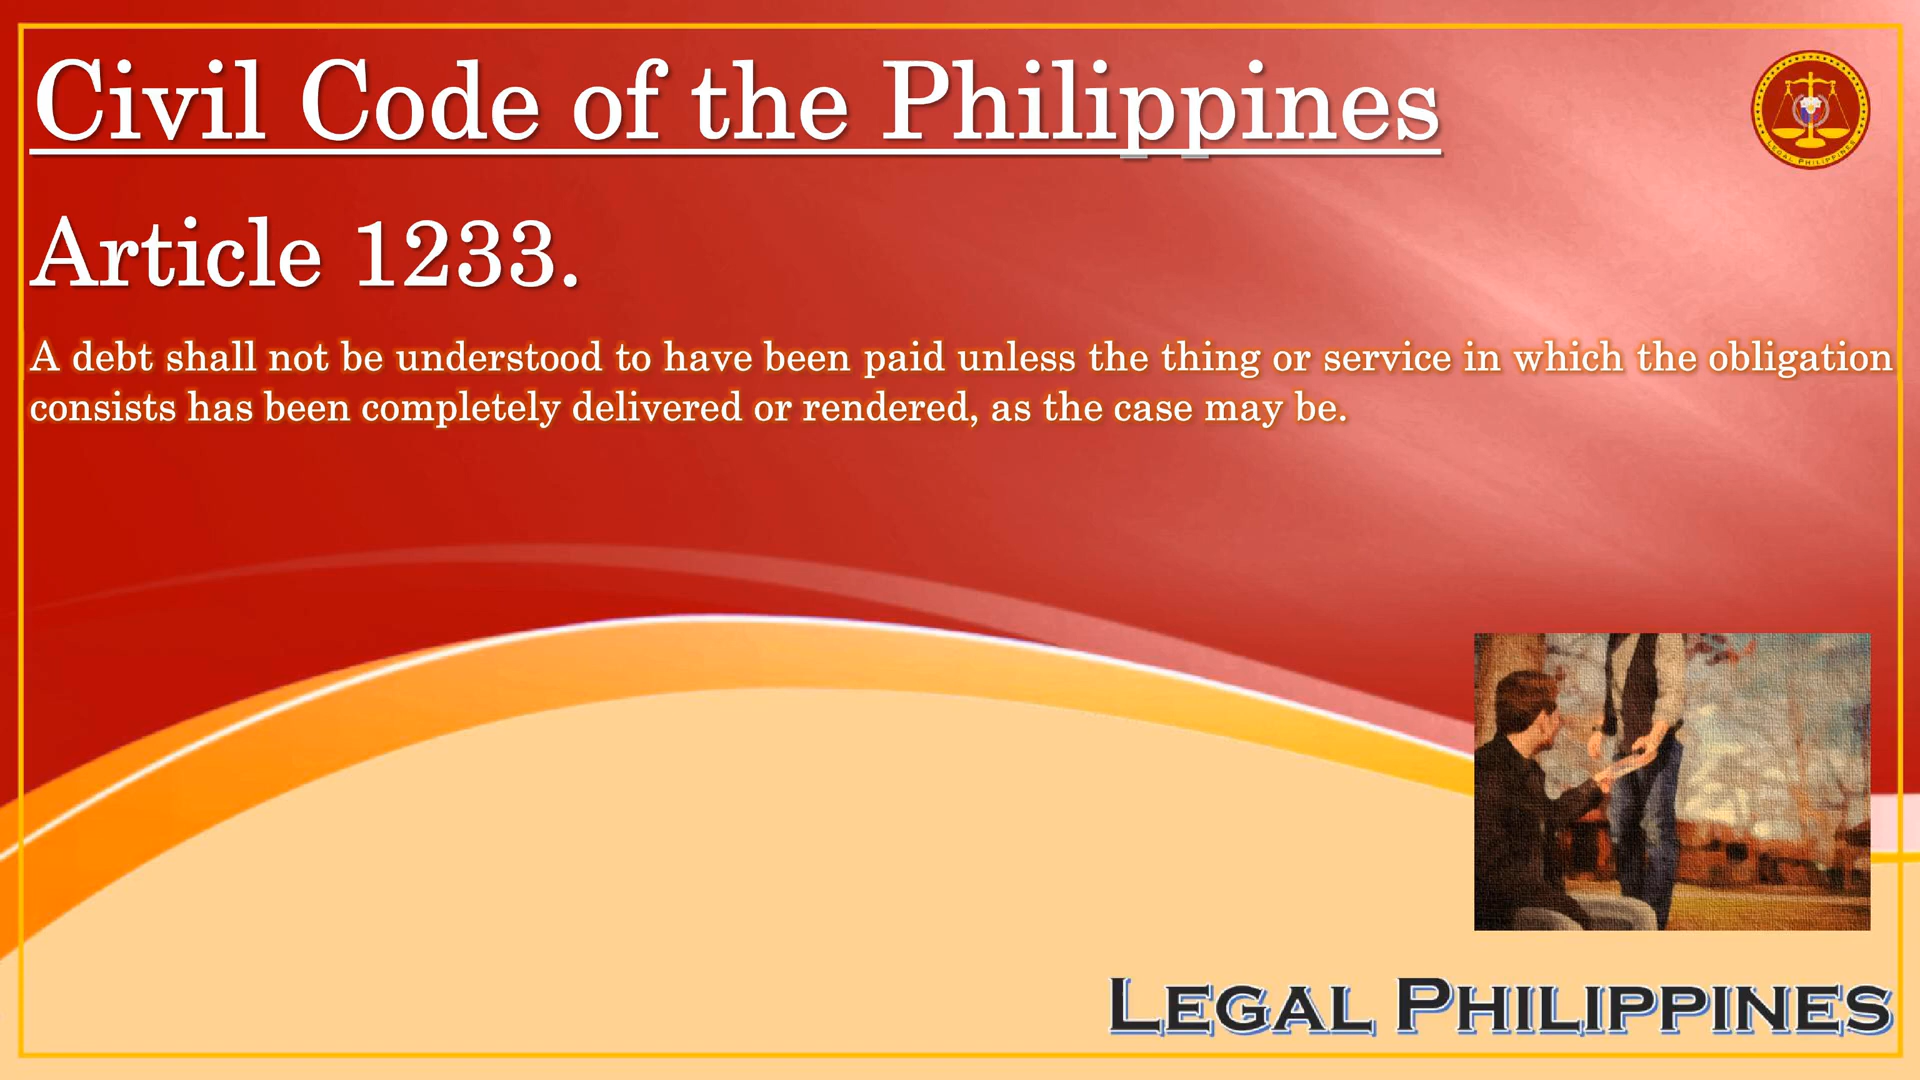 Civil Code of the Philippines
Article 1233.
A debt shall not be understood to have been paid unless the thing or service in which the obligation
consists has been completely delivered or rendered, as the case may be.
LEGAL PHILIPPINES
LEGAL PHILIPPINES